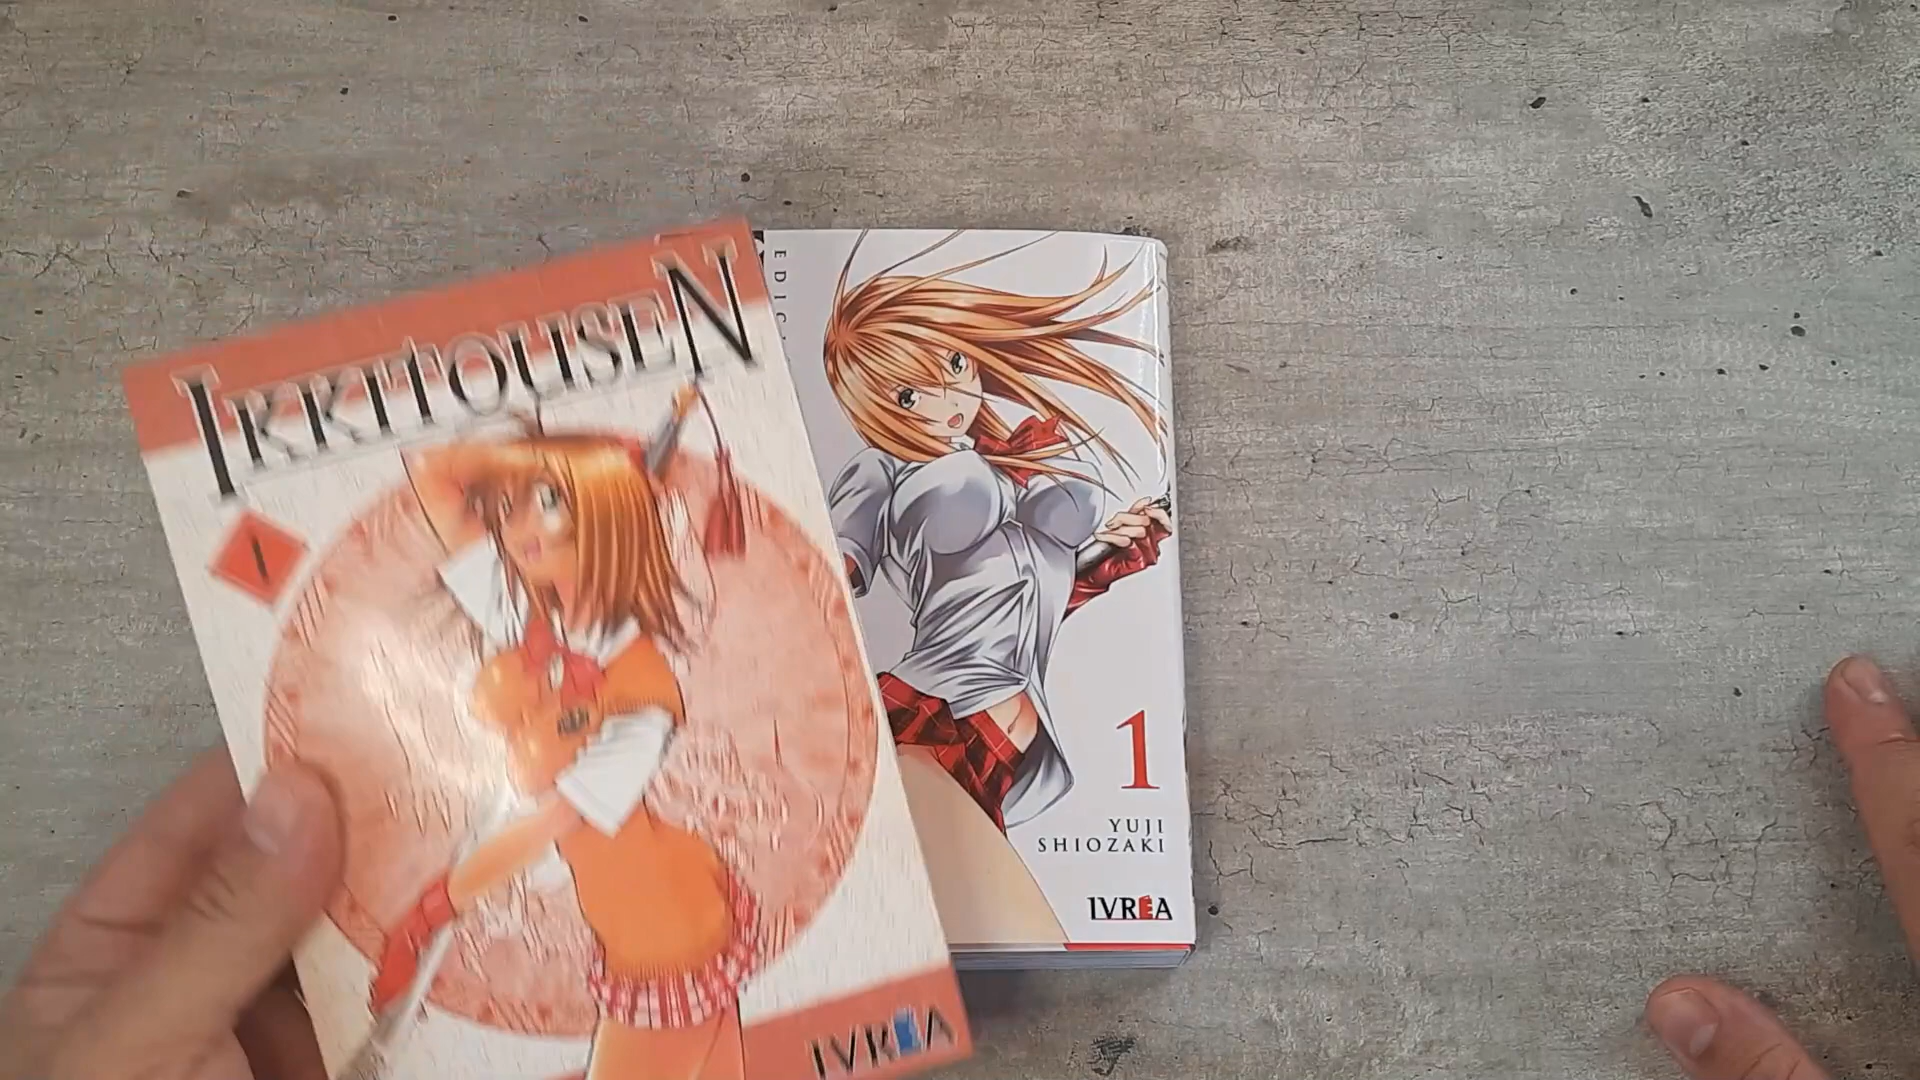 IKKITOUSEN
1
IVREA
EDIC
1
YUJI
SHIOZAKI
IVREA